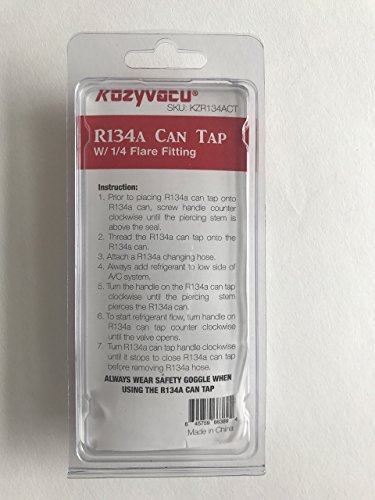 Kozyvacu®
SKU: KZR134ACT
R134A CAN TAP
W/ 1/4 Flare Fitting
Instruction:
1. Prior to placing R134a can tap onto
R134a can, screw handle counter
clockwise until the piercing stem
is above the seal.
2. Thread the R134a can tap onto the
R134a can.
3. Attach a R134a changing hose.
4. Always add refrigerant to low side of
A/C system.
5. Turn the handle on the R134a can tap
clockwise until the piercing stem
pierces the R134a can.
6. To start refrigerant flow, turn handle on
R134a can tap counter clockwise
until the valve opens.
7 Turn R134a can tap handle clockwise
until it stops to close R134a can tap
before removing R134a hose.
ALWAYS WEAR SAFETY GOGGLE WHEN
USING THE R134A CAN TAP
Made in China